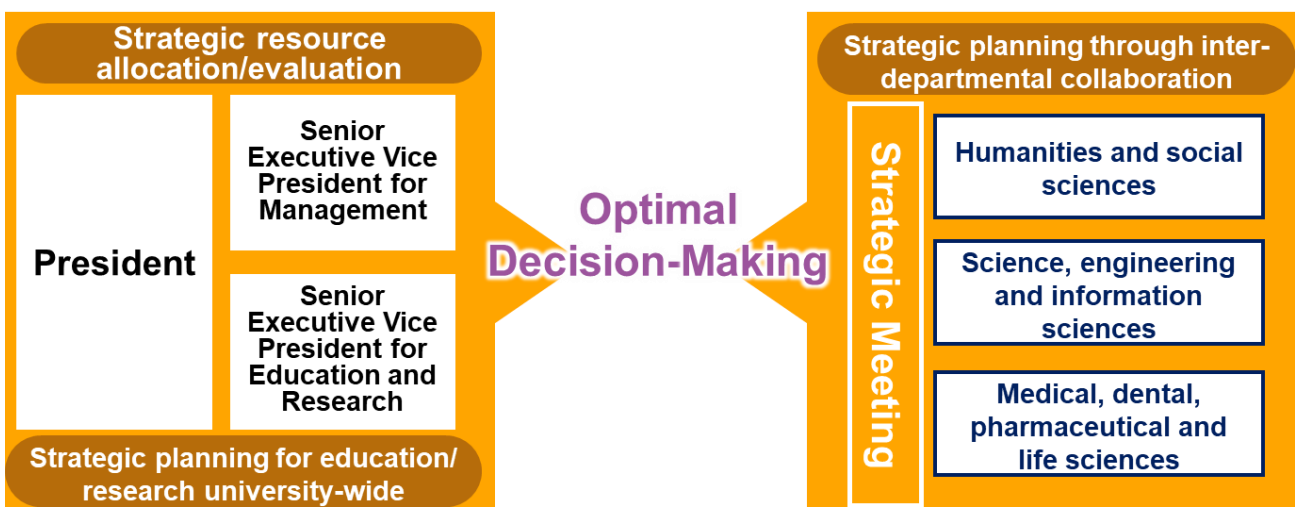 Strategic resource
allocation/evaluation
President
Senior
Executive Vice
President for
Management
Senior
Executive Vice
President for
Education and
Research
Strategic planning for education/
research university-wide
Optimal
Decision-Making
Strategic planning through inter-
departmental collaboration
Strategic Meeting
Humanities and social
sciences
Science, engineering
and information
sciences
Medical, dental,
pharmaceutical and
life sciences